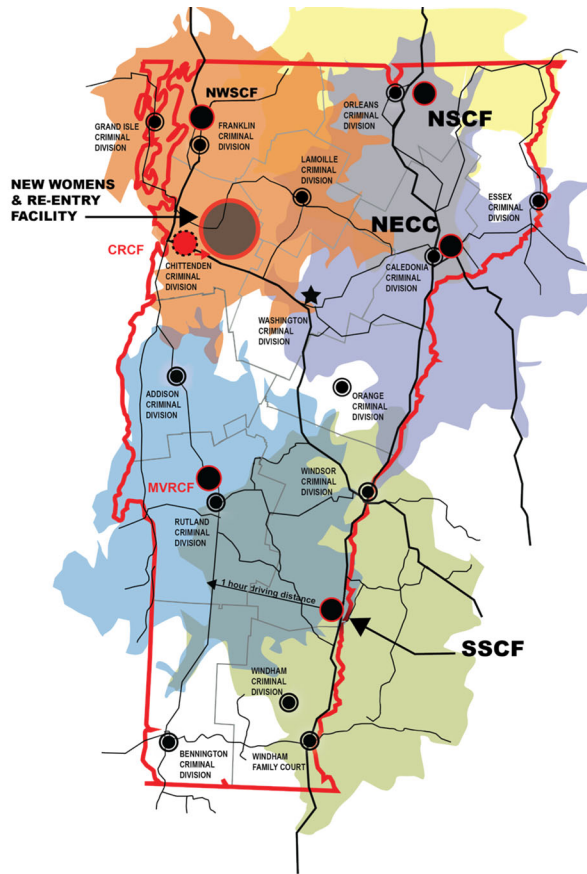 NWSCF
GRAND ISLE
CRIMINAL
DIVISION
FRANKLIN
CRIMINAL
DIVISION
ORLEANS
CRIMINAL
DIVISION
NSCF
LAMOILLE
CRIMINAL
DIVISION
NEW WOMENS
& RE-ENTRY
FACILITY
ESSEX
CRIMINAL
DIVISION
NECC
CRCF
CHITTENDEN
CRIMINAL
DIVISION
CALEDONIA
CRIMINAL
DIVISION
WASHINGTON
CRIMINAL
DIVISION
ADDISON
CRIMINAL
DIVISION
ORANGE
CRIMINAL
DIVISION
MVRCF
WINDSOR
CRIMINAL
DIVISION
RUTLAND
CRIMINAL
DIVISION
1 hour driving distance
SSCF
WINDHAM
CRIMINAL
DIVISION
BENNINGTON
CRIMINAL
DIVISION
WINDHAM
FAMILY COURT